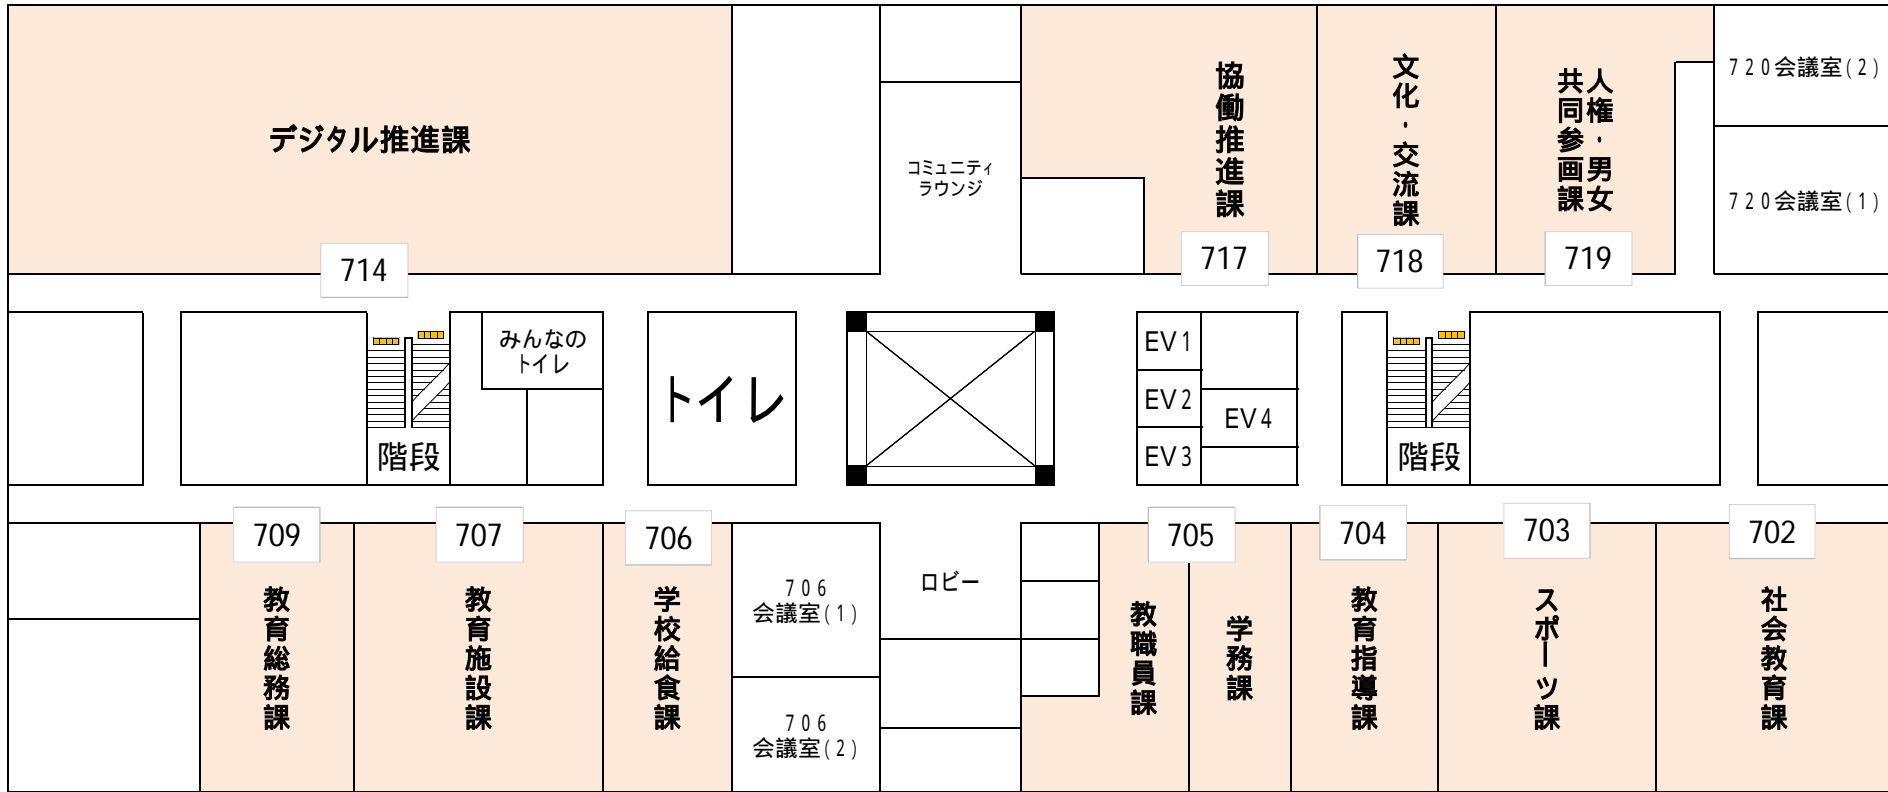 デジタル推進課
714
コミュニティ
ラウンジ
協働推進課
717
文化・交流課
718
人権・男女
共同参画課
719
720会議室(2)
720会議室(1)
階段
みんなの
トイレ
トイレ
EV1
EV2
EV3
EV4
階段
709
教育総務課
707
教育施設課
706
学校給食課
706
会議室(1)
706
会議室(2)
ロビー
705
教職員課
学務課
704
教育指導課
703
スポーツ課
702
社会教育課